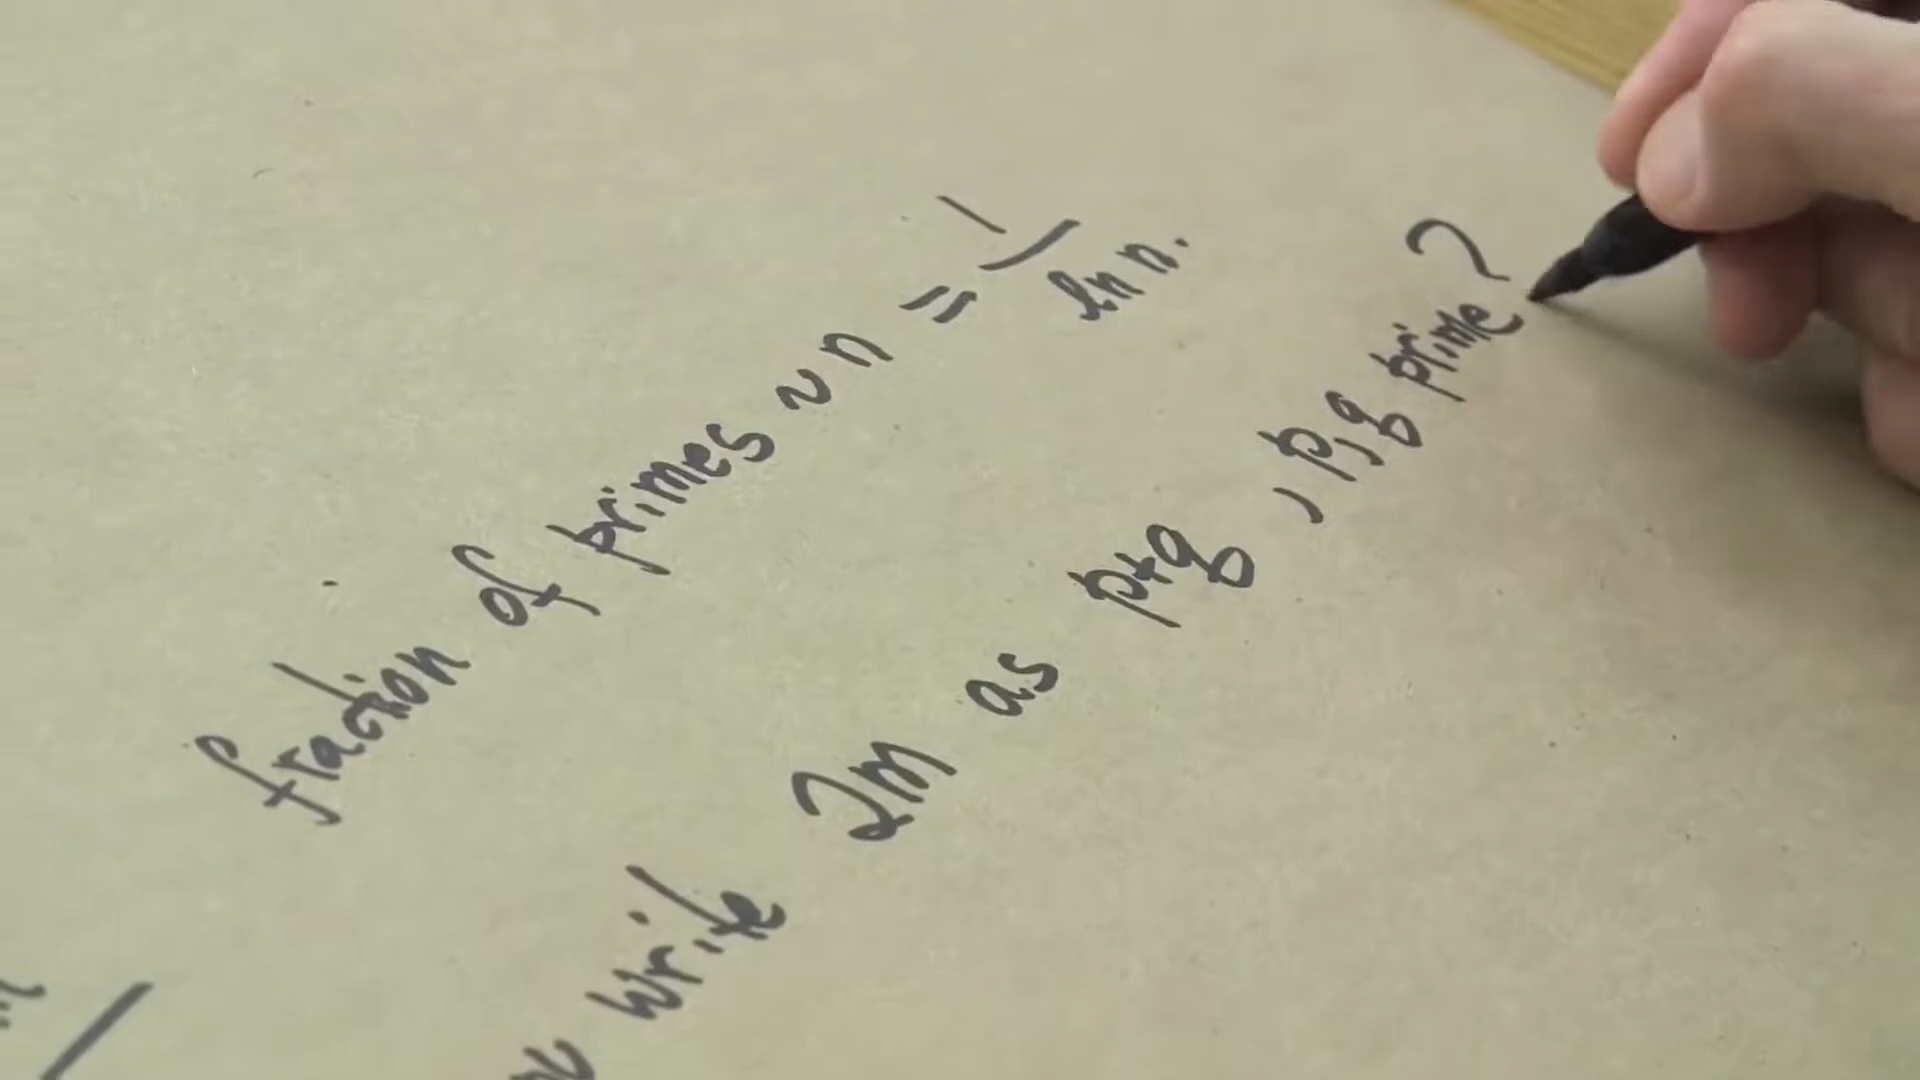 fraction of primes ~ n = 1/ln n.
write 2m as p+q, p,q prime?